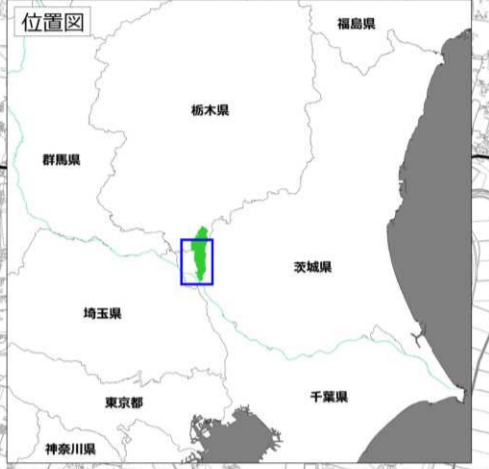 位置図
福島県
栃木県
群馬県
茨城県
埼玉県
東京都
千葉県
神奈川県